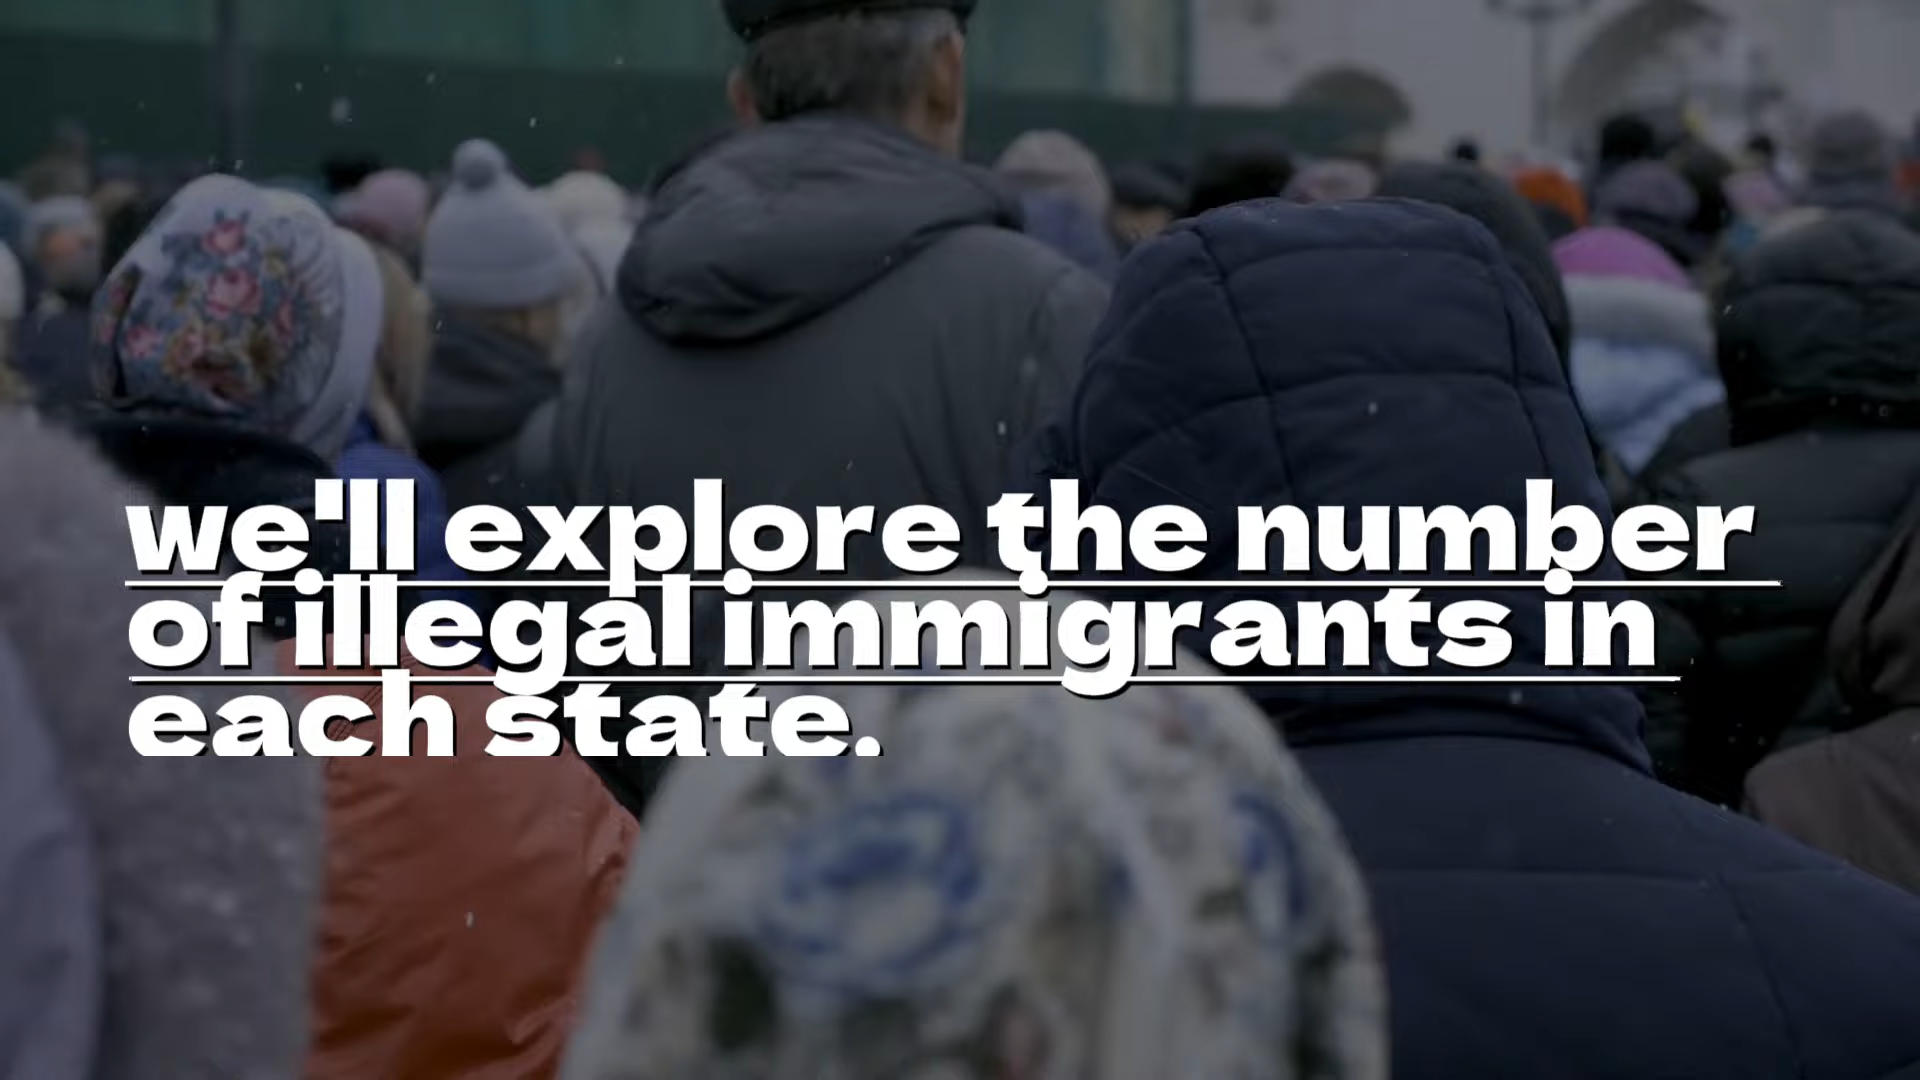 we'll explore the number
of illegal immigrants in
each state.